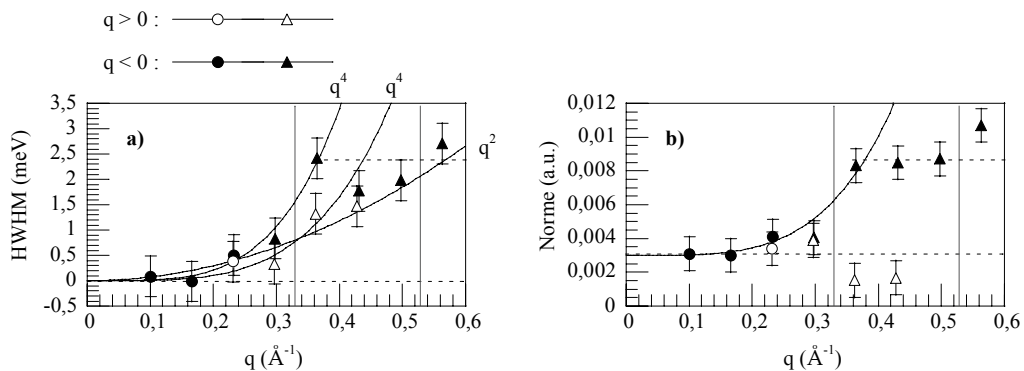 q > 0 :
q < 0 :
q⁴ q⁴
a)
q²
HWHM (meV)
3,5
3
2,5
2
1,5
1
0,5
0
-0,5
0 0,1 0,2 0,3 0,4 0,5 0,6
q (Å⁻¹)
b)
Norme (a.u.)
0,012
0,01
0,008
0,006
0,004
0,002
0
0 0,1 0,2 0,3 0,4 0,5 0,6
q (Å⁻¹)